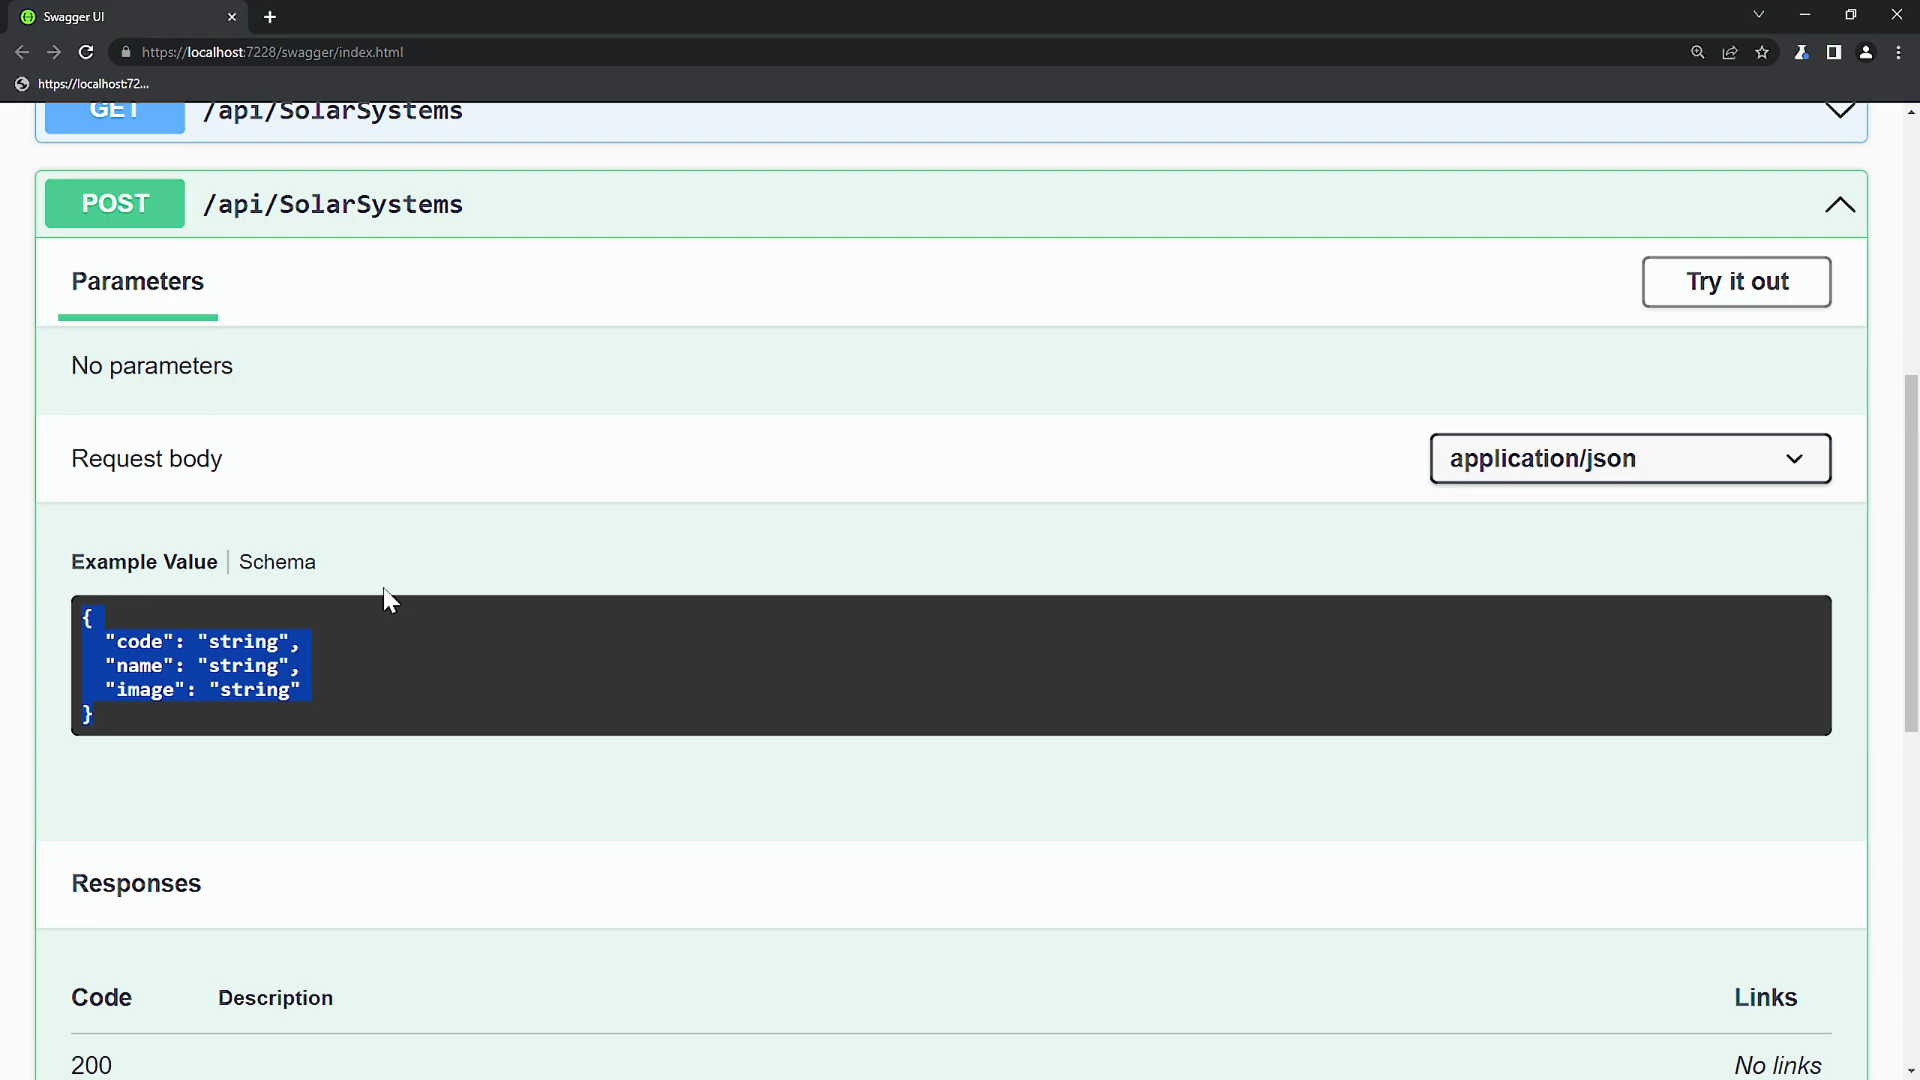 Swagger UI
https://localhost:7228/swagger/index.html
https://localhost:72...
GET /api/SolarSystems
POST /api/SolarSystems
Parameters
Try it out
No parameters
Request body
application/json
Example Value
Schema
{
"code": "string",
"name": "string",
"image": "string"
}
Responses
Code Description Links
200 No links